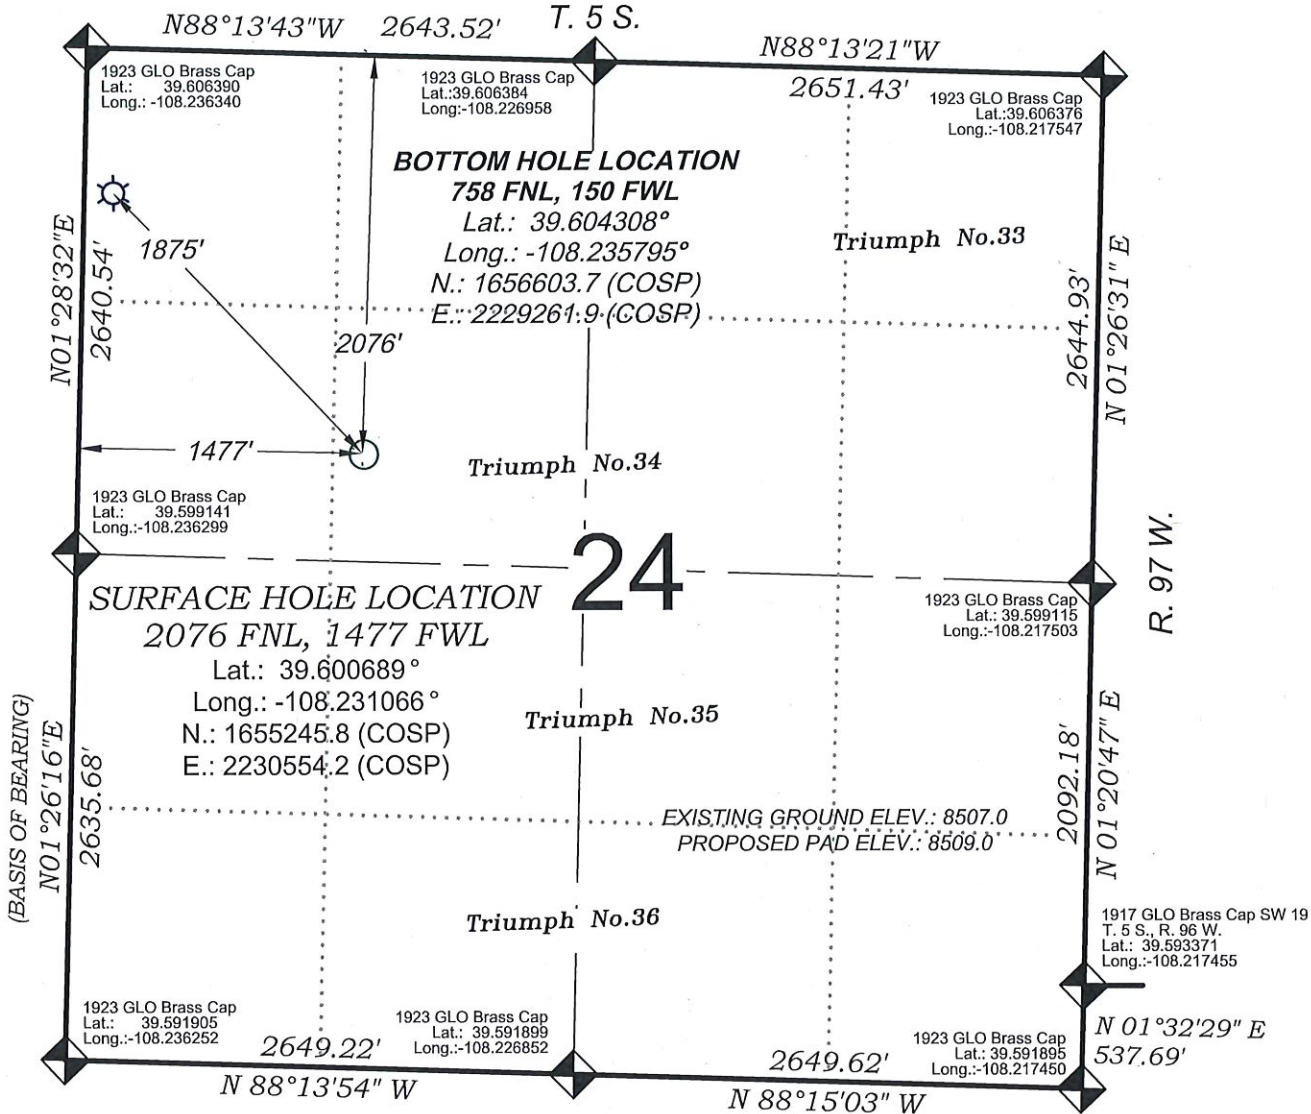 T. 5 S.
N88°13'43"W 2643.52'
N88°13'21"W
2651.43'
1923 GLO Brass Cap
Lat.: 39.606390
Long.: -108.236340
1923 GLO Brass Cap
Lat.:39.606384
Long:-108.226958
1923 GLO Brass Cap
Lat.:39.606376
Long.:-108.217547
BOTTOM HOLE LOCATION
758 FNL, 150 FWL
Lat.: 39.604308°
Long.: -108.235795°
N.: 1656603.7 (COSP)
E.: 2229261.9 (COSP)
Triumph No.33
1875'
N01°28'32"E
2640.54'
2076'
2644.93'
N 01°26'31" E
1477'
Triumph No.34
1923 GLO Brass Cap
Lat.: 39.599141
Long.:-108.236299
24
R. 97 W.
SURFACE HOLE LOCATION
2076 FNL, 1477 FWL
Lat.: 39.600689°
Long.: -108.231066°
N.: 1655245.8 (COSP)
E.: 2230554.2 (COSP)
1923 GLO Brass Cap
Lat.: 39.599115
Long.:-108.217503
Triumph No.35
(BASIS OF BEARING)
N01°26'16"E
2635.68'
2092.18'
N 01°20'47" E
EXISTING GROUND ELEV.: 8507.0
PROPOSED PAD ELEV.: 8509.0
Triumph No.36
1917 GLO Brass Cap SW 19
T. 5 S., R. 96 W.
Lat.: 39.593371
Long.:-108.217455
1923 GLO Brass Cap
Lat.: 39.591905
Long.:-108.236252
1923 GLO Brass Cap
Lat.: 39.591899
Long.:-108.226852
1923 GLO Brass Cap
Lat.: 39.591895
Long.:-108.217450
N 01°32'29" E
537.69'
2649.22'
N 88°13'54" W
2649.62'
N 88°15'03" W